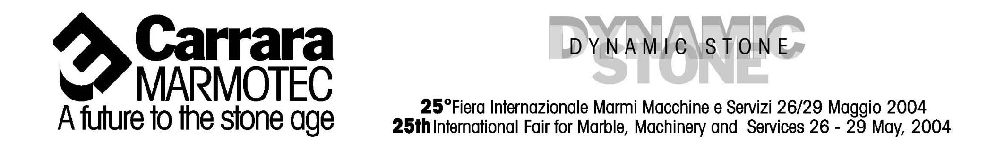 Carrara
MARMOTEC
A future to the stone age
DYNAMIC
DYNAMIC STONE
STONE
25°Fiera Internazionale Marmi Macchine e Servizi 26/29 Maggio 2004
25th International Fair for Marble, Machinery and Services 26 - 29 May, 2004